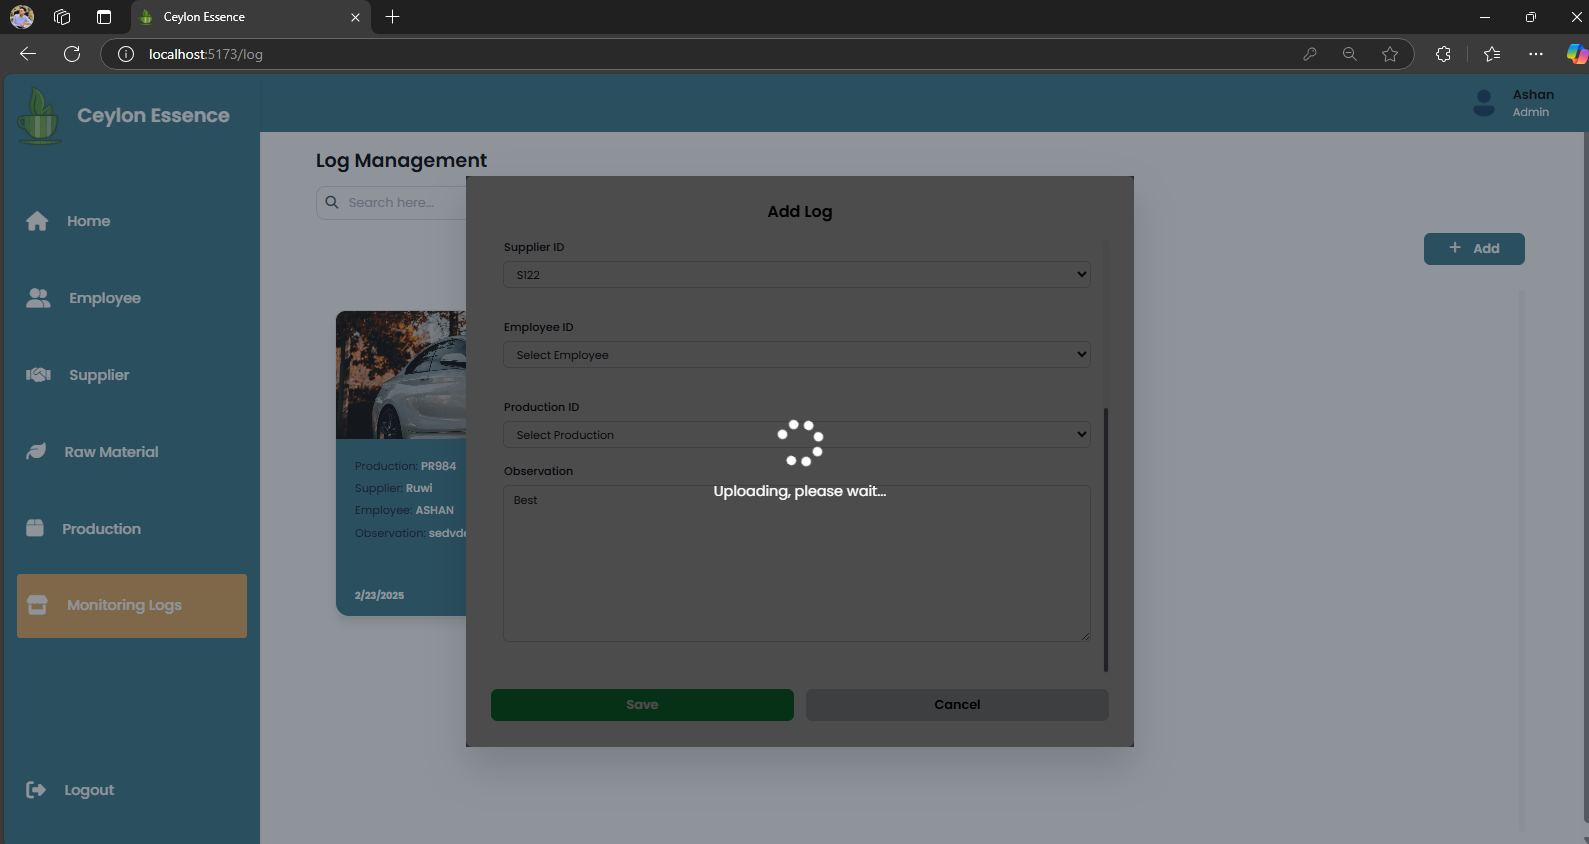 Ceylon Essence
localhost:5173/log
Ceylon Essence
Ashan
Admin
Home
Employee
Supplier
Raw Material
Production
Monitoring Logs
Logout
Log Management
Search here...
+ Add
Production: PR984
Supplier: Ruwi
Employee: ASHAN
Observation:
2/23/2025
Add Log
Supplier ID
S122
Employee ID
Select Employee
Production ID
Select Production
Observation
Best
Uploading, please wait...
Save
Cancel